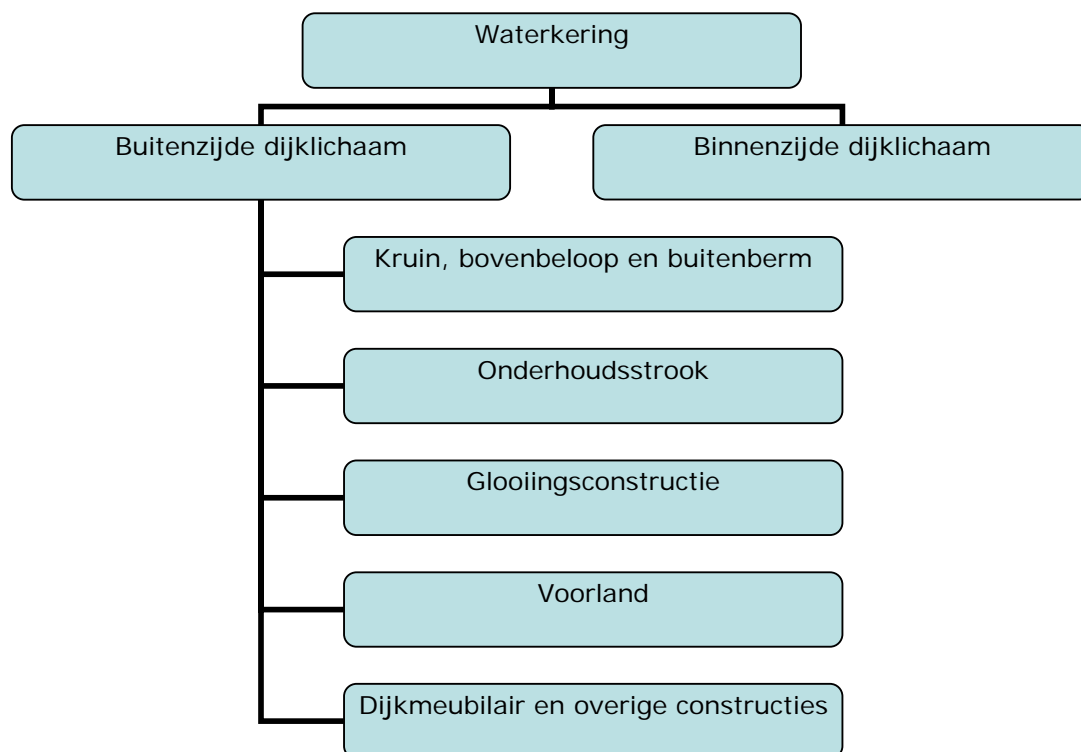 Waterkering
Buitenzijde dijklichaam
Binnenzijde dijklichaam
Kruin, bovenbeloop en buitenberm
Onderhoudsstrook
Glooiingsconstructie
Voorland
Dijkmeubilair en overige constructies